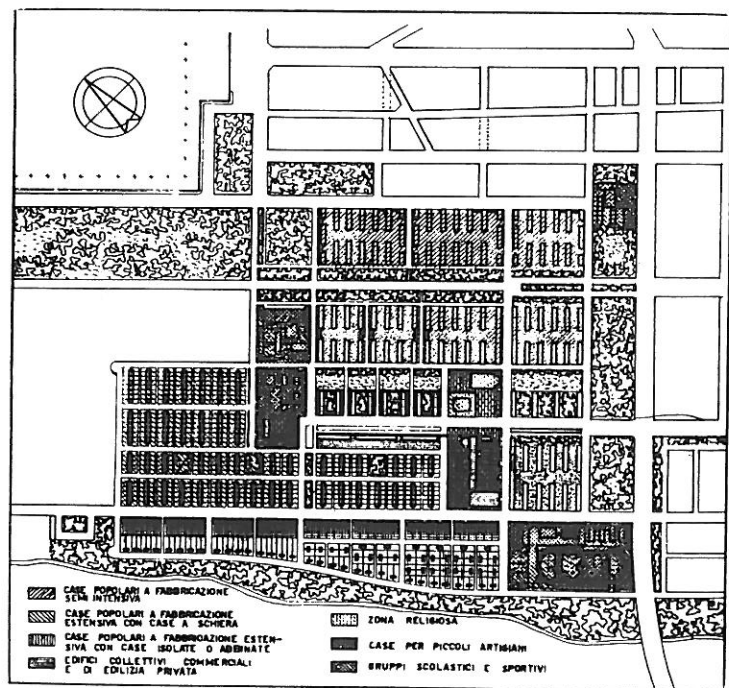 CASE POPOLARI A FABBRICAZIONE
SEMI INTENSIVA
CASE POPOLARI A FABBRICAZIONE
ESTENSIVA CON CASE A SCHIERA
CASE POPOLARI A FABBRICAZIONE ESTEN-
SIVA CON CASE ISOLATE O ABBINATE
EDIFICI COLLETTIVI COMMERCIALI
E DI EDILIZIA PRIVATA
ZONA RELIGIOSA
CASE PER PICCOLI ARTIGIANI
GRUPPI SCOLASTICI E SPORTIVI